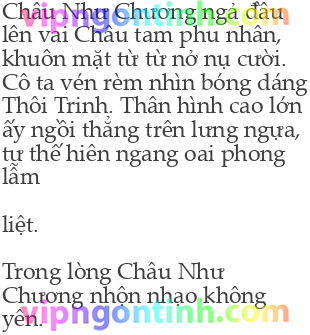 Châu Như Chương ngả đầu
lên vai Châu tam phu nhân,
khuôn mặt từ từ nở nụ cười.
Cô ta vén rèm nhìn bóng dáng
Thôi Trinh. Thân hình cao lớn
ấy ngồi thẳng trên lưng ngựa,
tư thế hiên ngang oai phong
lẫm
liệt.
Trong lòng Châu Như
Chương nhộn nhạo không
yên.
vipngontinh.com
vipngontinh.com